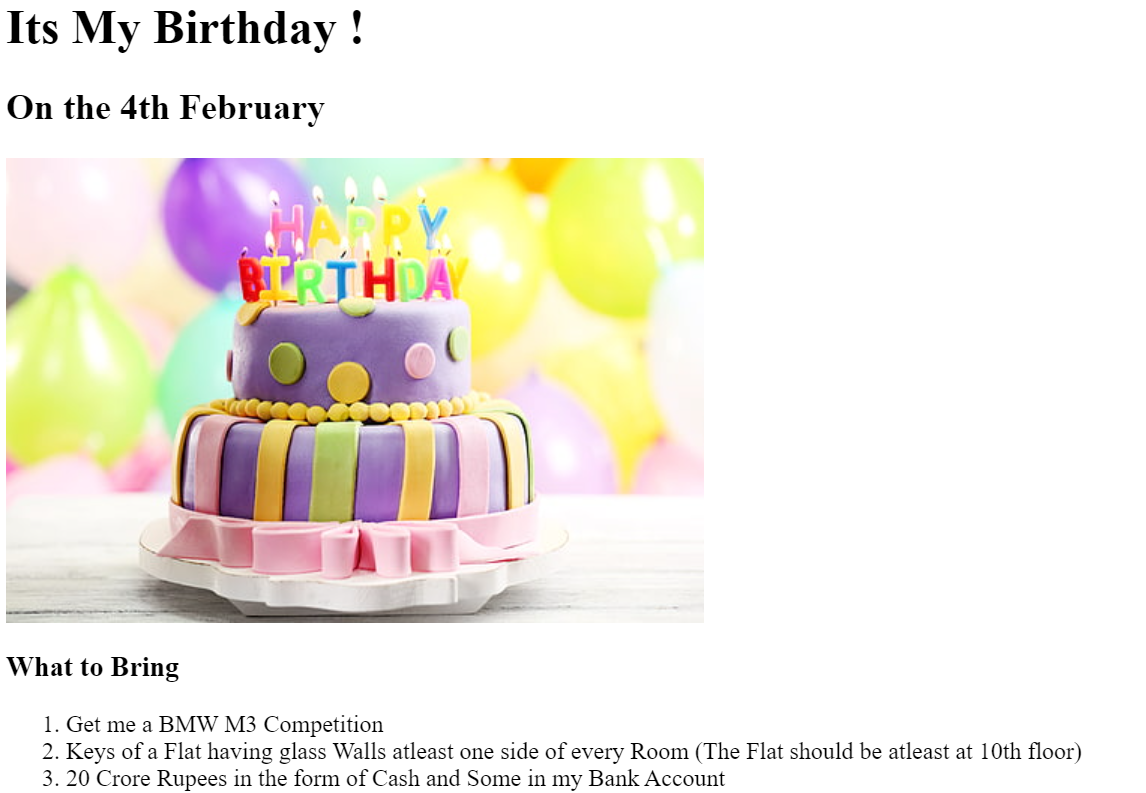 Its My Birthday !
On the 4th February
HAPPY
BIRTHDAY
What to Bring
1. Get me a BMW M3 Competition
2. Keys of a Flat having glass Walls atleast one side of every Room (The Flat should be atleast at 10th floor)
3. 20 Crore Rupees in the form of Cash and Some in my Bank Account